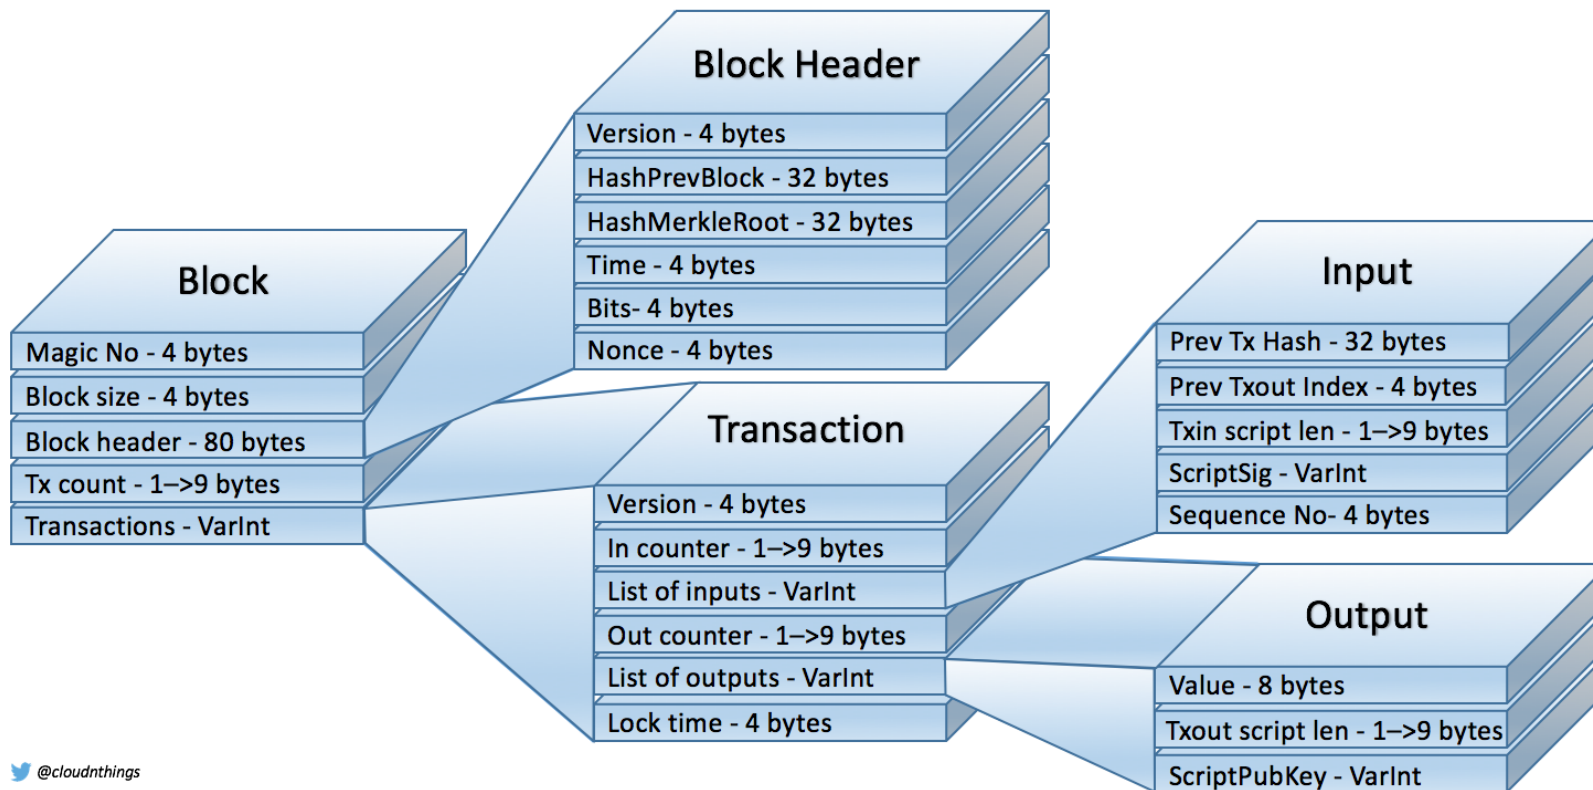 Block Header
Version - 4 bytes
HashPrevBlock - 32 bytes
HashMerkleRoot - 32 bytes
Time - 4 bytes
Bits- 4 bytes
Nonce - 4 bytes
Block
Magic No - 4 bytes
Block size - 4 bytes
Block header - 80 bytes
Tx count - 1–>9 bytes
Transactions - VarInt
Transaction
Version - 4 bytes
In counter - 1–>9 bytes
List of inputs - VarInt
Out counter - 1–>9 bytes
List of outputs - VarInt
Lock time - 4 bytes
Input
Prev Tx Hash - 32 bytes
Prev Txout Index - 4 bytes
Txin script len - 1–>9 bytes
ScriptSig - VarInt
Sequence No- 4 bytes
Output
Value - 8 bytes
Txout script len - 1–>9 bytes
ScriptPubKey - VarInt
@cloudnthings